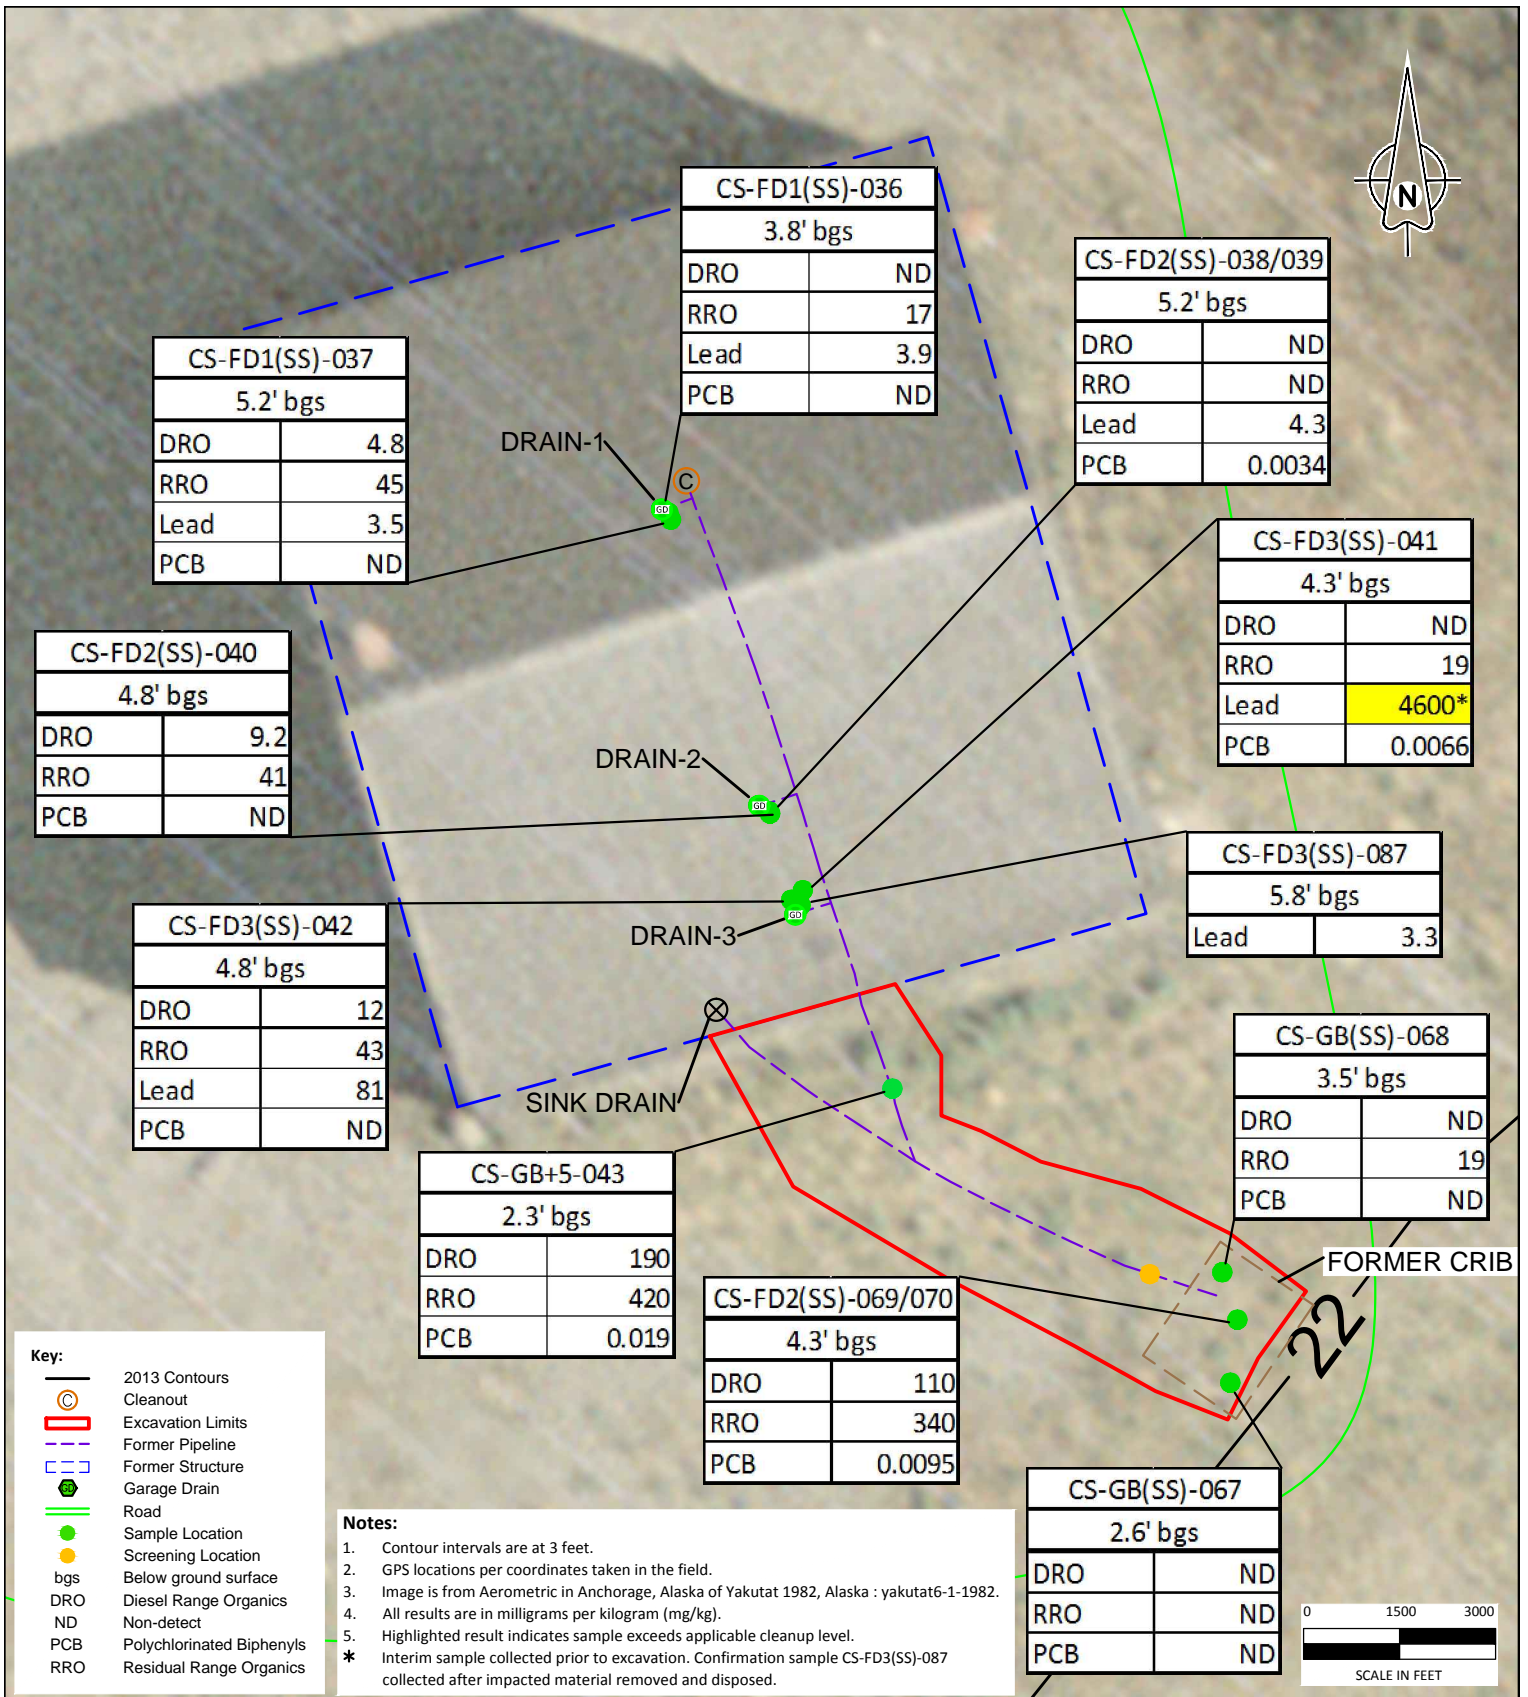 N
CS-FD1(SS)-036
3.8' bgs
DRO ND
RRO 17
Lead 3.9
PCB ND
CS-FD2(SS)-038/039
5.2' bgs
DRO ND
RRO ND
Lead 4.3
PCB 0.0034
CS-FD1(SS)-037
5.2' bgs
DRO 4.8
RRO 45
Lead 3.5
PCB ND
DRAIN-1
C
GD
CS-FD3(SS)-041
4.3' bgs
DRO ND
RRO 19
Lead 4600*
PCB 0.0066
CS-FD2(SS)-040
4.8' bgs
DRO 9.2
RRO 41
PCB ND
DRAIN-2
GD
CS-FD3(SS)-087
5.8' bgs
Lead 3.3
CS-FD3(SS)-042
4.8' bgs
DRO 12
RRO 43
Lead 81
PCB ND
GD
DRAIN-3
SINK DRAIN
CS-GB(SS)-068
3.5' bgs
DRO ND
RRO 19
PCB ND
CS-GB+5-043
2.3' bgs
DRO 190
RRO 420
PCB 0.019
FORMER CRIB
22
CS-FD2(SS)-069/070
4.3' bgs
DRO 110
RRO 340
PCB 0.0095
CS-GB(SS)-067
2.6' bgs
DRO ND
RRO ND
PCB ND
Key:
2013 Contours
C Cleanout
Excavation Limits
Former Pipeline
Former Structure
GD Garage Drain
Road
Sample Location
Screening Location
bgs Below ground surface
DRO Diesel Range Organics
ND Non-detect
PCB Polychlorinated Biphenyls
RRO Residual Range Organics
Notes:
1. Contour intervals are at 3 feet.
2. GPS locations per coordinates taken in the field.
3. Image is from Aerometric in Anchorage, Alaska of Yakutat 1982, Alaska : yakutat6-1-1982.
4. All results are in milligrams per kilogram (mg/kg).
5. Highlighted result indicates sample exceeds applicable cleanup level.
* Interim sample collected prior to excavation. Confirmation sample CS-FD3(SS)-087
collected after impacted material removed and disposed.
0 1500 3000
SCALE IN FEET